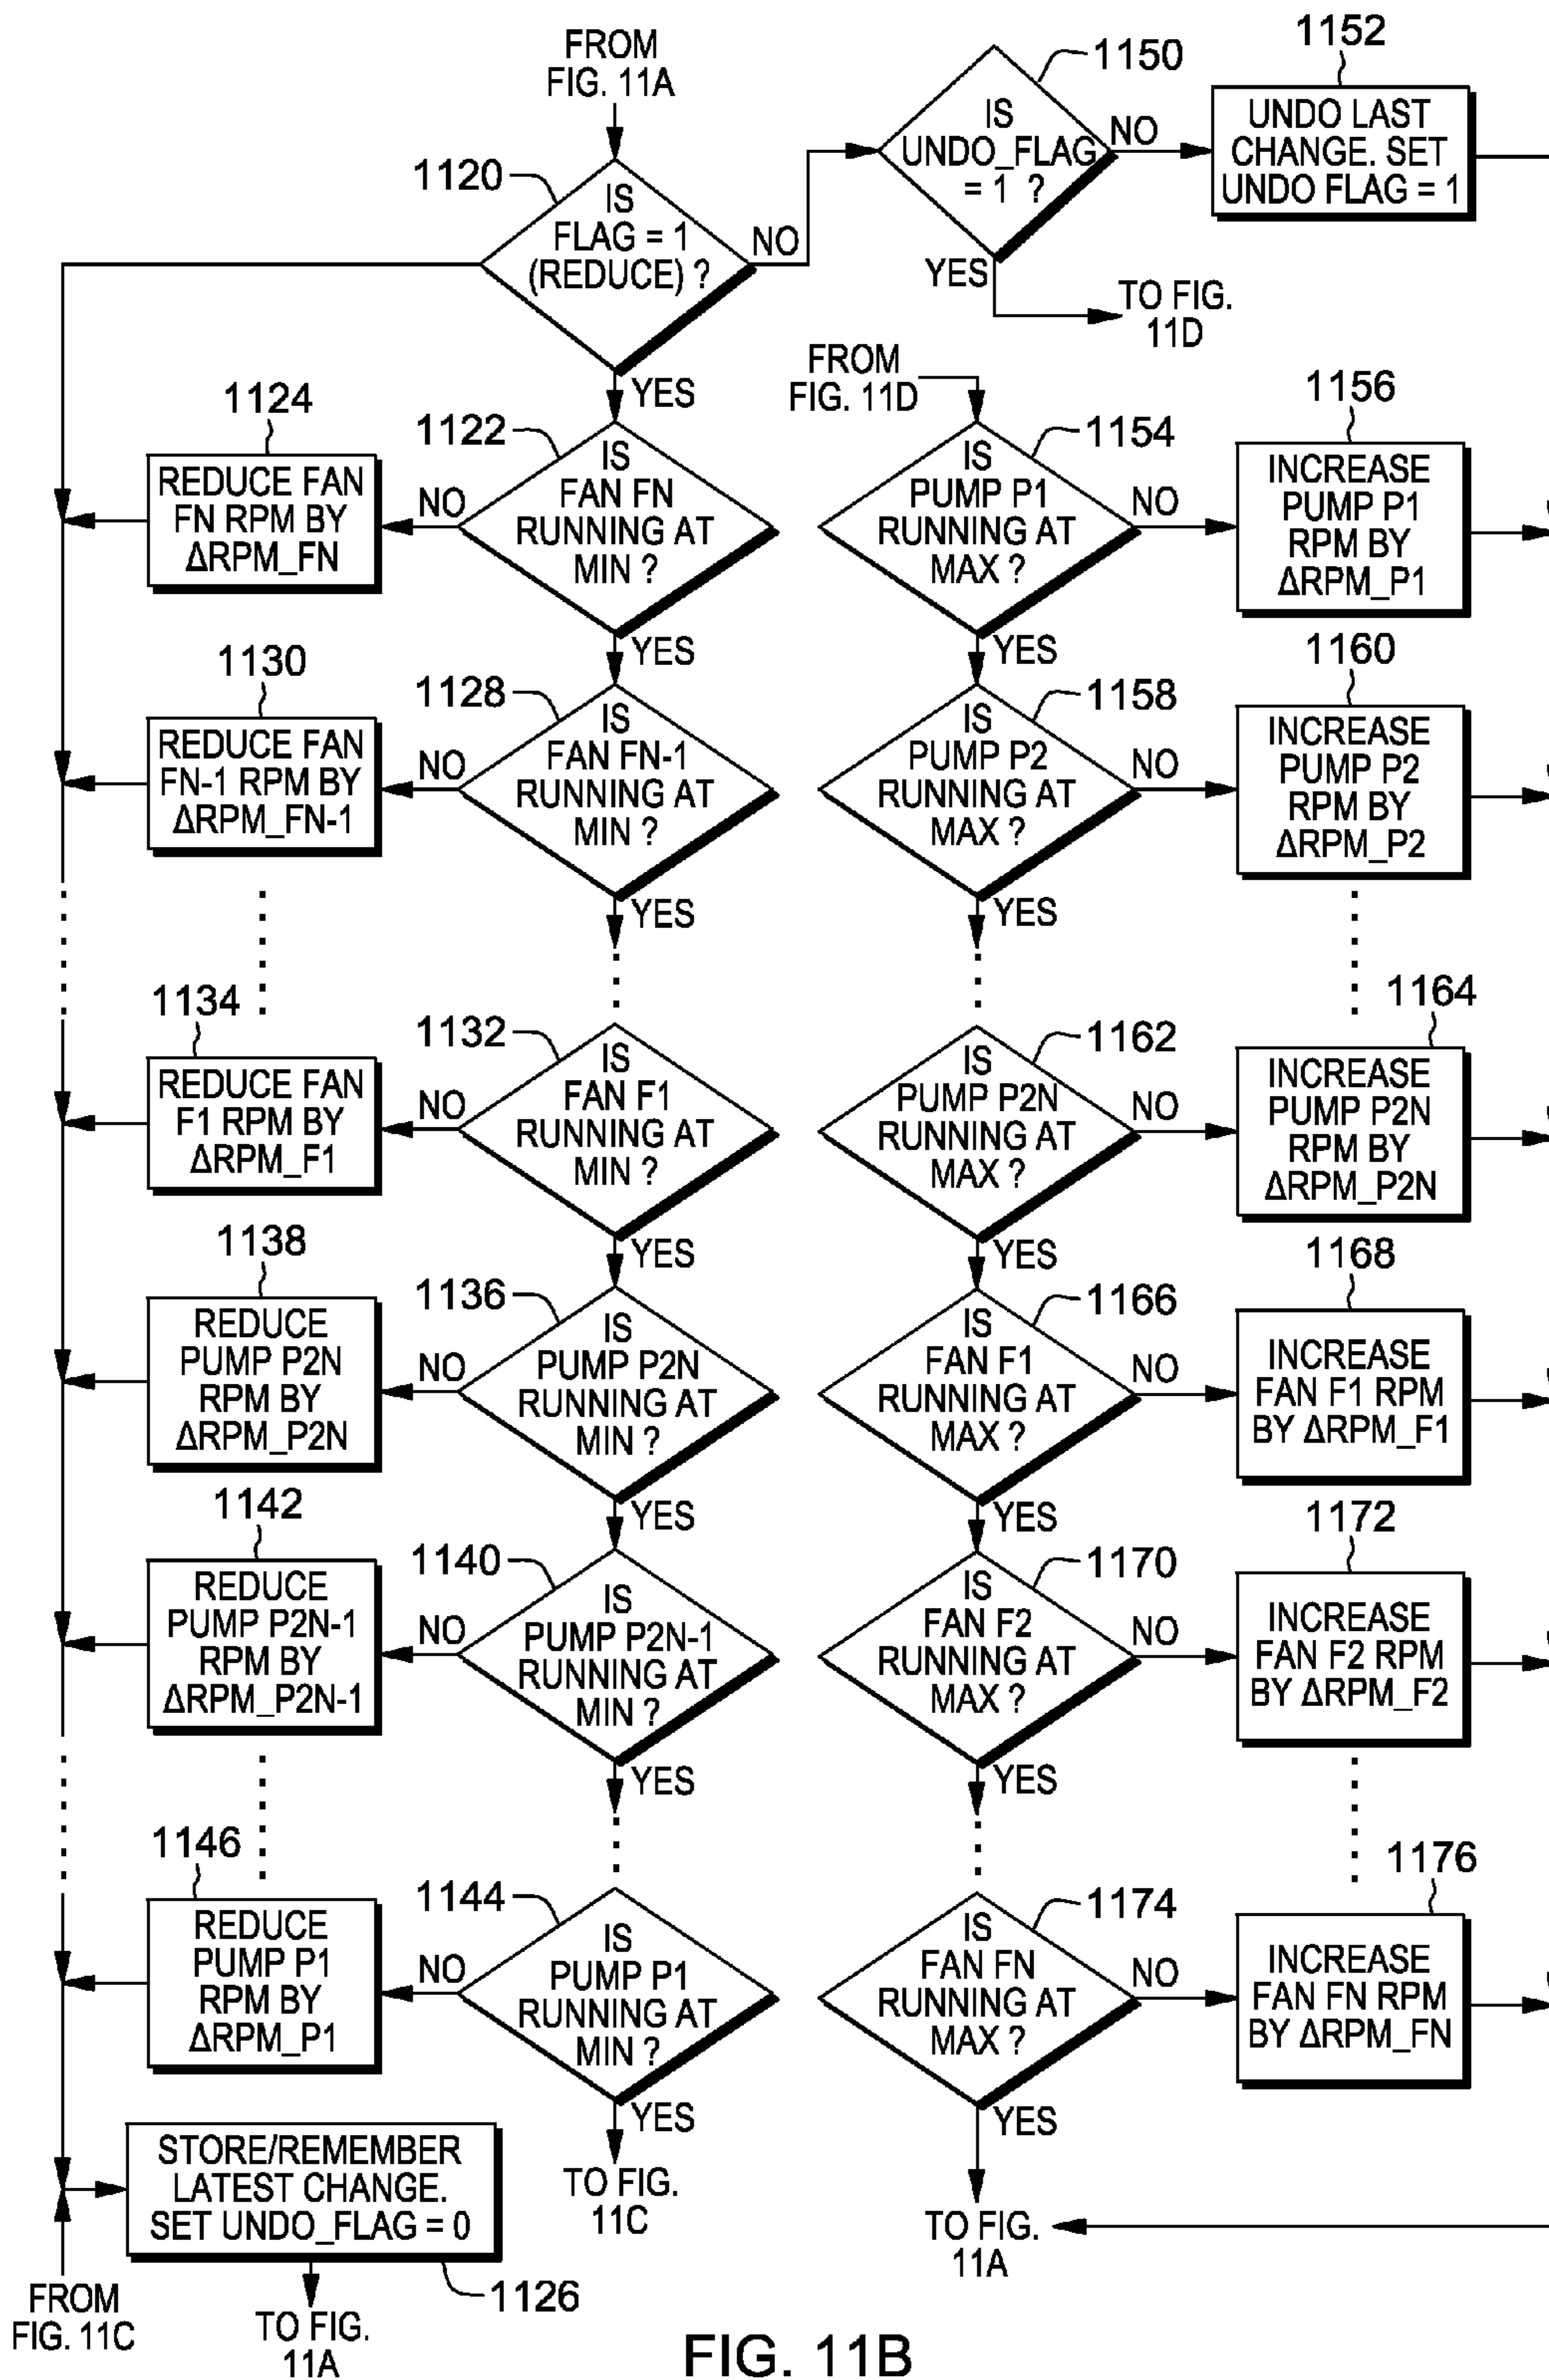 FROM
FIG. 11A
1120
IS
FLAG = 1
(REDUCE) ?
NO
YES
1150
IS
UNDO_FLAG
= 1 ?
NO
YES
TO FIG.
11D
1152
UNDO LAST
CHANGE. SET
UNDO FLAG = 1
1124
REDUCE FAN
FN RPM BY
ΔRPM_FN
NO
1122
IS
FAN FN
RUNNING AT
MIN ?
YES
1130
REDUCE FAN
FN-1 RPM BY
ΔRPM_FN-1
NO
1128
IS
FAN FN-1
RUNNING AT
MIN ?
YES
1134
REDUCE FAN
F1 RPM BY
ΔRPM_F1
NO
1132
IS
FAN F1
RUNNING AT
MIN ?
YES
1138
REDUCE
PUMP P2N
RPM BY
ΔRPM_P2N
NO
1136
IS
PUMP P2N
RUNNING AT
MIN ?
YES
1142
REDUCE
PUMP P2N-1
RPM BY
ΔRPM_P2N-1
NO
1140
IS
PUMP P2N-1
RUNNING AT
MIN ?
YES
1146
REDUCE
PUMP P1
RPM BY
ΔRPM_P1
NO
1144
IS
PUMP P1
RUNNING AT
MIN ?
YES
TO FIG.
11C
STORE/REMEMBER
LATEST CHANGE.
SET UNDO_FLAG = 0
1126
FROM
FIG. 11C
TO FIG.
11A
FROM
FIG. 11D
1154
IS
PUMP P1
RUNNING AT
MAX ?
NO
YES
1156
INCREASE
PUMP P1
RPM BY
ΔRPM_P1
1158
IS
PUMP P2
RUNNING AT
MAX ?
NO
YES
1160
INCREASE
PUMP P2
RPM BY
ΔRPM_P2
1162
IS
PUMP P2N
RUNNING AT
MAX ?
NO
YES
1164
INCREASE
PUMP P2N
RPM BY
ΔRPM_P2N
1166
IS
FAN F1
RUNNING AT
MAX ?
NO
YES
1168
INCREASE
FAN F1 RPM
BY ΔRPM_F1
1170
IS
FAN F2
RUNNING AT
MAX ?
NO
YES
1172
INCREASE
FAN F2 RPM
BY ΔRPM_F2
1174
IS
FAN FN
RUNNING AT
MAX ?
NO
YES
1176
INCREASE
FAN FN RPM
BY ΔRPM_FN
TO FIG.
11A
FIG. 11B